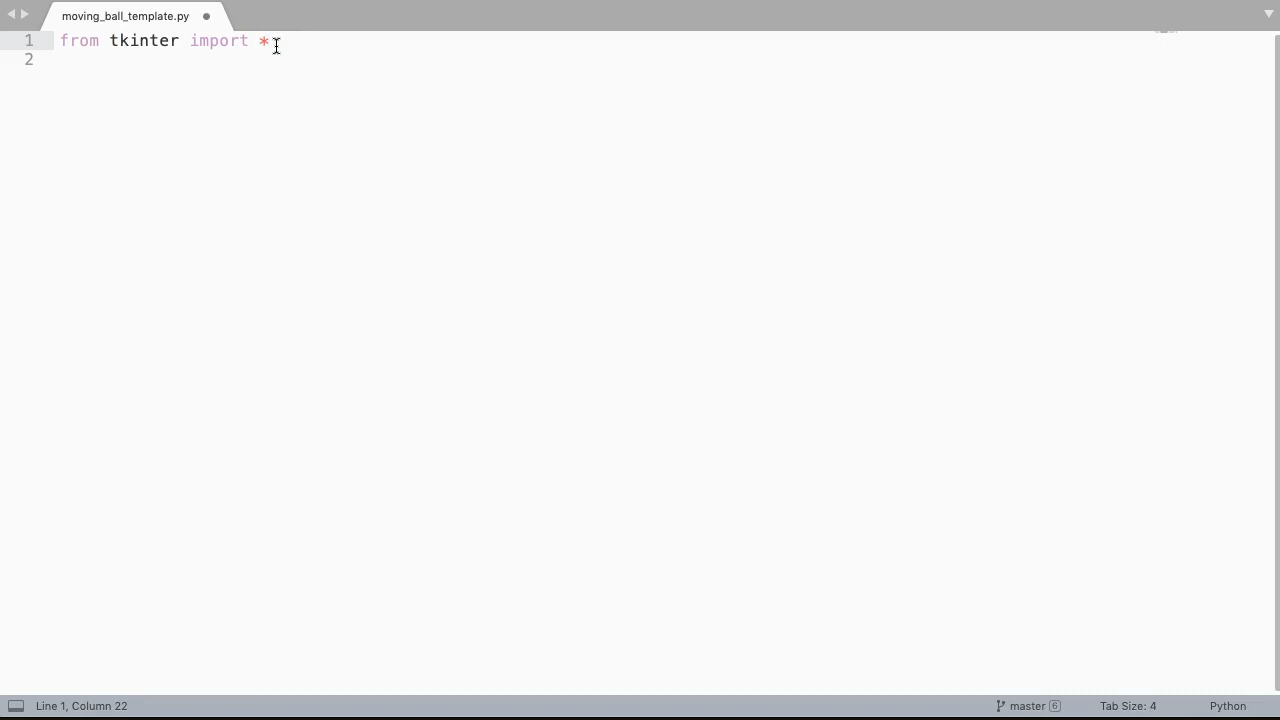 moving_ball_template.py
1 from tkinter import *
2
Line 1, Column 22
master 6
Tab Size: 4
Python